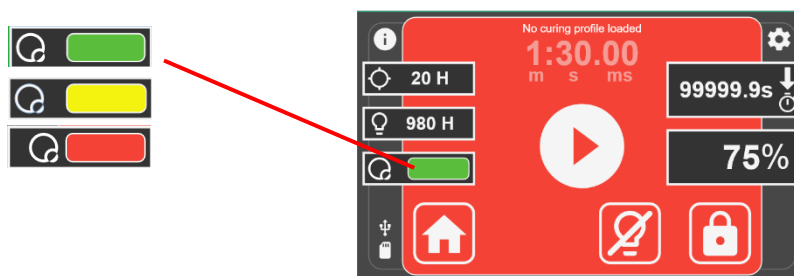 No curing profile loaded
1:30.00
m s ms
20 H
99999.9s
980 H
75%